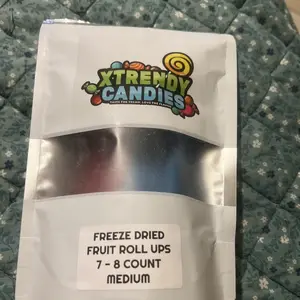 XTRENDY
CANDIES
FREEZE DRIED
FRUIT ROLL UPS
7 - 8 COUNT
MEDIUM